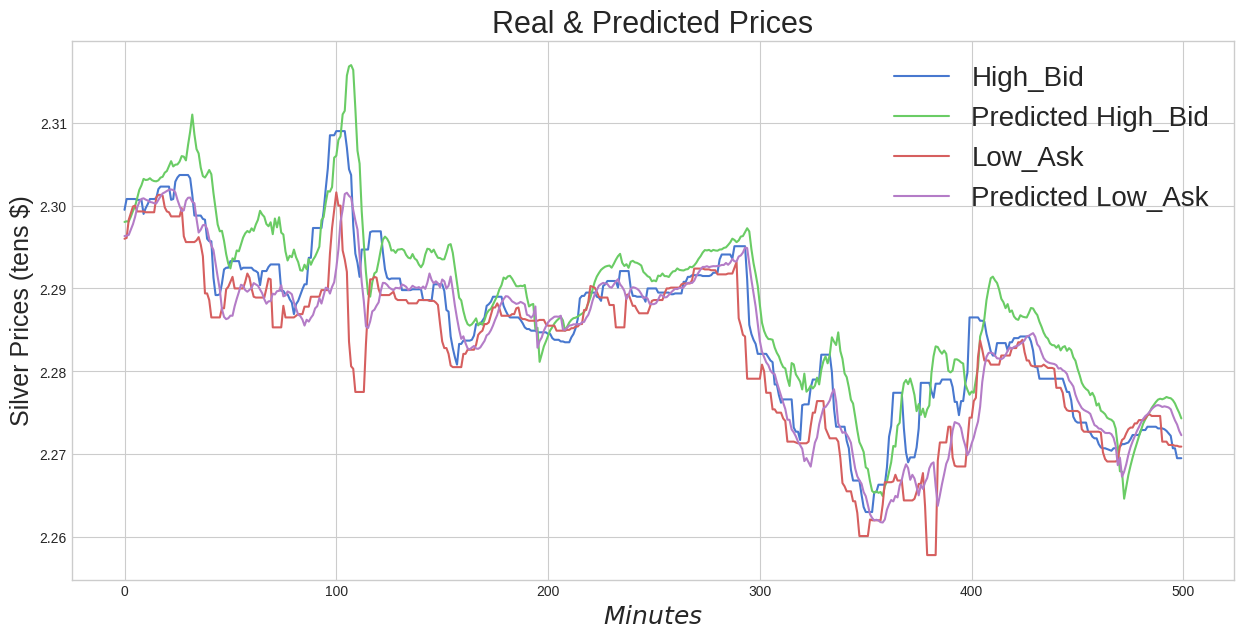 Real & Predicted Prices
High_Bid
Predicted High_Bid
Low_Ask
Predicted Low_Ask
Silver Prices (tens $)
2.31
2.30
2.29
2.28
2.27
2.26
0 100 200 300 400 500
Minutes